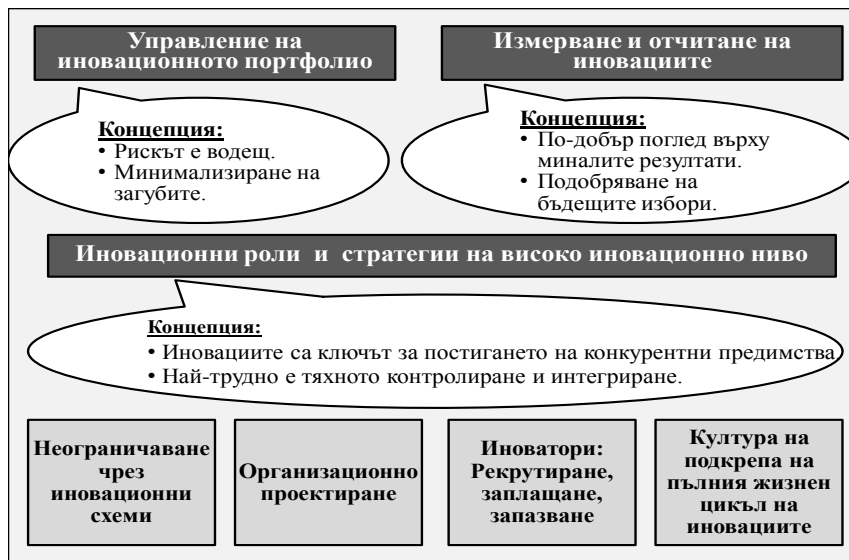 Управление на
иновационното портфолио
Измерване и отчитане на
иновациите
Концепция:
• Рискът е водещ.
• Минимализиране на
загубите.
Концепция:
• По-добър поглед върху
миналите резултати.
• Подобряване на
бъдещите избори.
Иновационни роли и стратегии на високо иновационно ниво
Концепция:
• Иновациите са ключът за постигането на конкурентни предимства
• Най-трудно е тяхното контролиране и интегриране.
Неограничаване
чрез
иновационни
схеми
Организационно
проектиране
Иноватори:
Рекрутиране,
заплащане,
запазване
Култура на
подкрепа на
пълния жизнен
цикъл на
иновациите